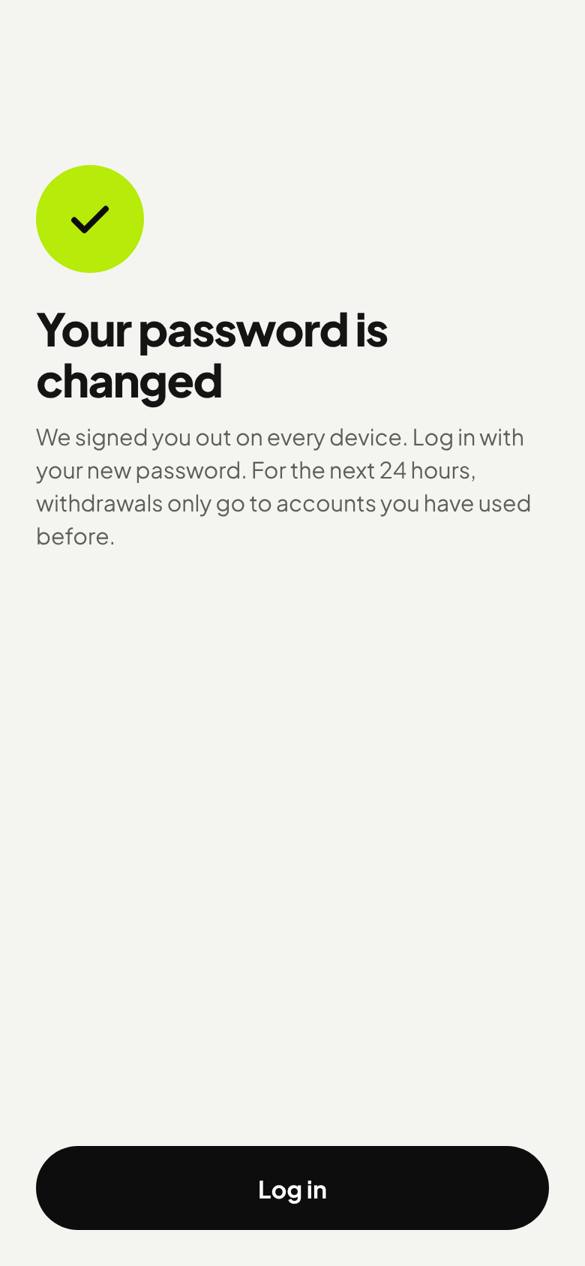 Your password is
changed
We signed you out on every device. Log in with
your new password. For the next 24 hours,
withdrawals only go to accounts you have used
before.
Log in